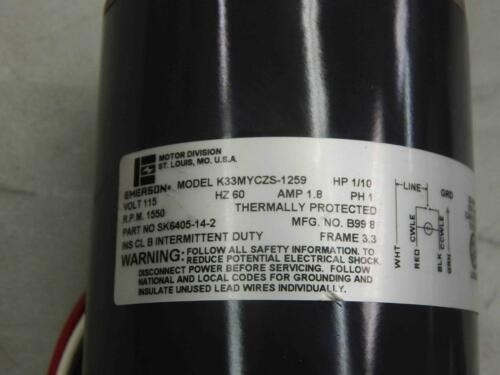 MOTOR DIVISION
ST. LOUIS, MO. U.S.A.
EMERSON. MODEL K33MYCZS-1259 HP 1/10
VOLT 115 HZ 60 AMP 1.8 PH 1
R.P.M. 1550 THERMALLY PROTECTED
PART NO SK6405-14-2 MFG. NO. B99 8
INS CL B INTERMITTENT DUTY FRAME 3.3
WARNING: FOLLOW ALL SAFETY INFORMATION. TO
REDUCE POTENTIAL ELECTRICAL SHOCK,
DISCONNECT POWER BEFORE SERVICING. FOLLOW
NATIONAL AND LOCAL CODES FOR GROUNDING AND
INSULATE UNUSED LEAD WIRES INDIVIDUALLY.
LINE GRD
CWLE CCWLE
WHT RED BLK GRN